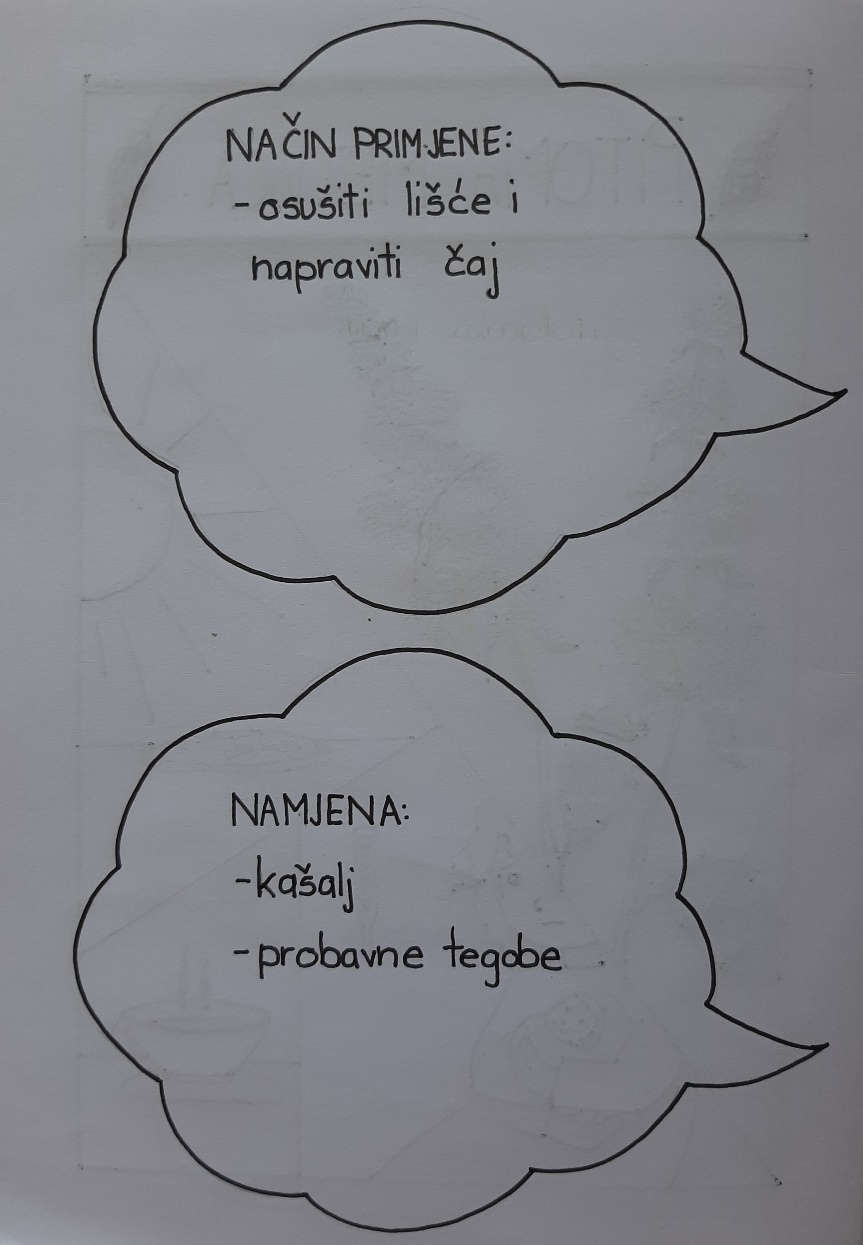 NAČIN PRIMJENE:
-osušiti lišće i
napraviti čaj
NAMJENA:
-kašalj
-probavne tegobe